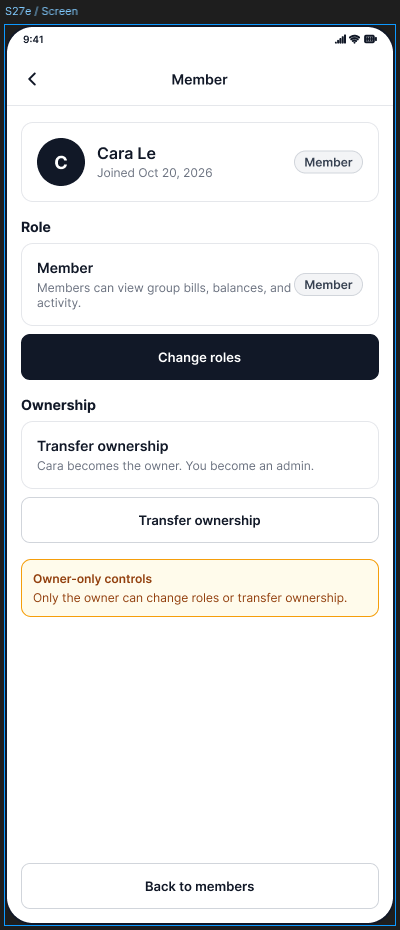 S27e / Screen
9:41
Member
C
Cara Le
Joined Oct 20, 2026
Member
Role
Member
Members can view group bills, balances, and
activity.
Member
Change roles
Ownership
Transfer ownership
Cara becomes the owner. You become an admin.
Transfer ownership
Owner-only controls
Only the owner can change roles or transfer ownership.
Back to members